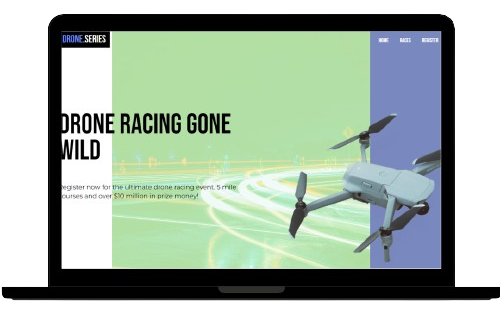 DRONE.SERIES
HOME RACES REGISTER
DRONE RACING GONE
WILD
Register now for the ultimate drone racing event. 5 mile
courses and over $10 million in prize money!